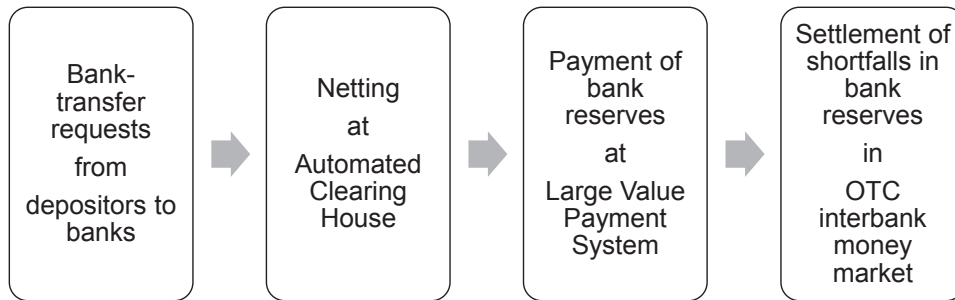 Bank-
transfer
requests
from
depositors to
banks
Netting
at
Automated
Clearing
House
Payment of
bank
reserves
at
Large Value
Payment
System
Settlement of
shortfalls in
bank
reserves
in
OTC
interbank
money
market